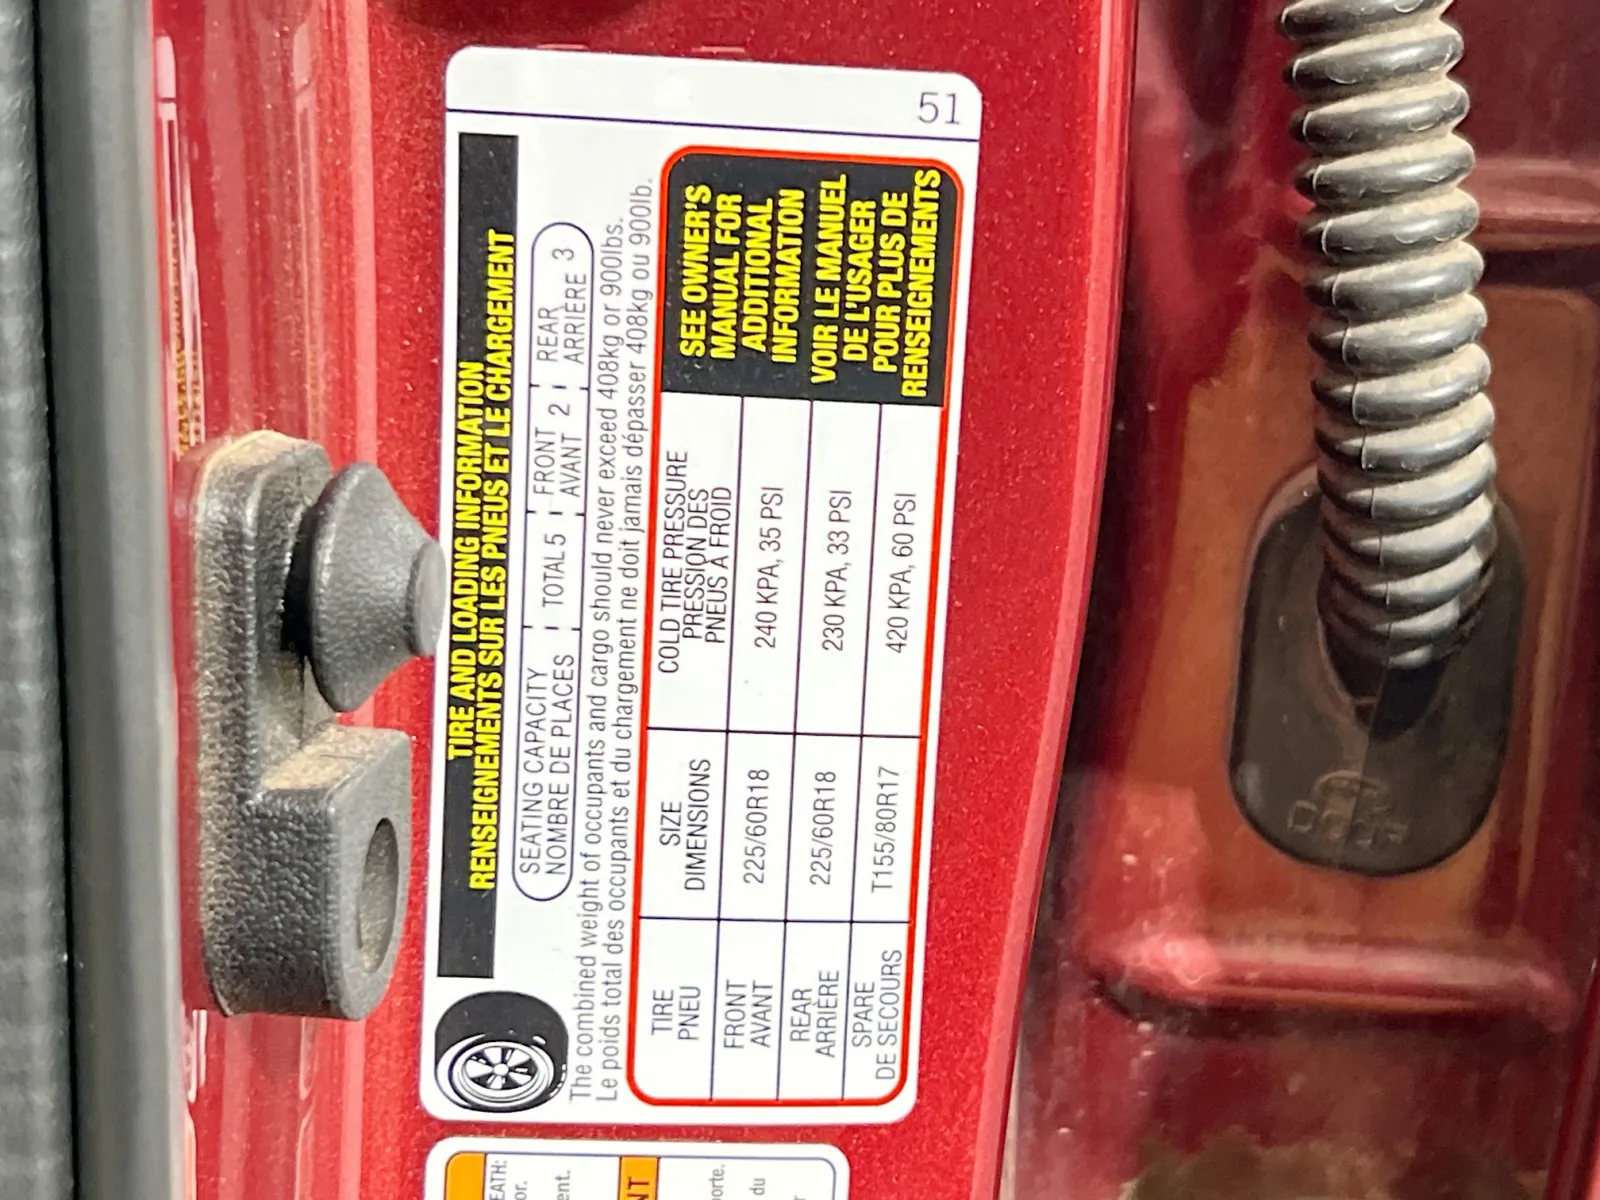 51
TIRE AND LOADING INFORMATION
RENSEIGNEMENTS SUR LES PNEUS ET LE CHARGEMENT
SEATING CAPACITY
NOMBRE DE PLACES
TOTAL 5
FRONT
AVANT 2
REAR
ARRIÈRE 3
The combined weight of occupants and cargo should never exceed 408kg or 900lbs.
Le poids total des occupants et du chargement ne doit jamais dépasser 408kg ou 900lb.
TIRE
PNEU
SIZE
DIMENSIONS
COLD TIRE PRESSURE
PRESSION DES
PNEUS À FROID
FRONT
AVANT
225/60R18
240 KPA, 35 PSI
REAR
ARRIÈRE
225/60R18
230 KPA, 33 PSI
SPARE
DE SECOURS
T155/80R17
420 KPA, 60 PSI
SEE OWNER'S
MANUAL FOR
ADDITIONAL
INFORMATION
VOIR LE MANUEL
DE L'USAGER
POUR PLUS DE
RENSEIGNEMENTS
du